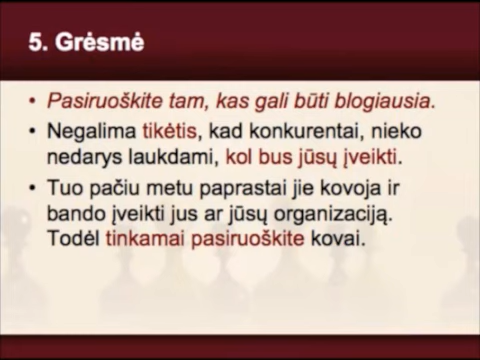 5. Grėsmė
• Pasiruoškite tam, kas gali būti blogiausia.
• Negalima tikėtis, kad konkurentai, nieko
nedarys laukdami, kol bus jūsų įveikti.
• Tuo pačiu metu paprastai jie kovoja ir
bando įveikti jus ar jūsų organizaciją.
Todėl tinkamai pasiruoškite kovai.